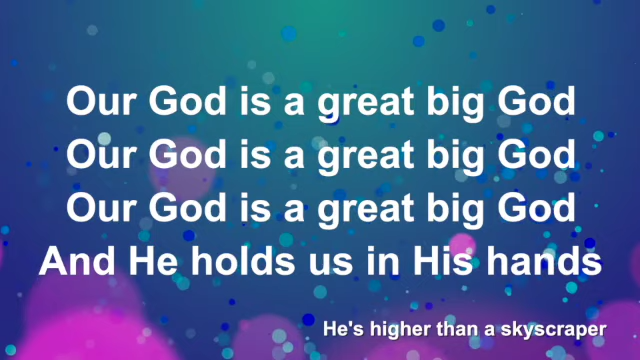 Our God is a great big God
Our God is a great big God
Our God is a great big God
And He holds us in His hands
He's higher than a skyscraper